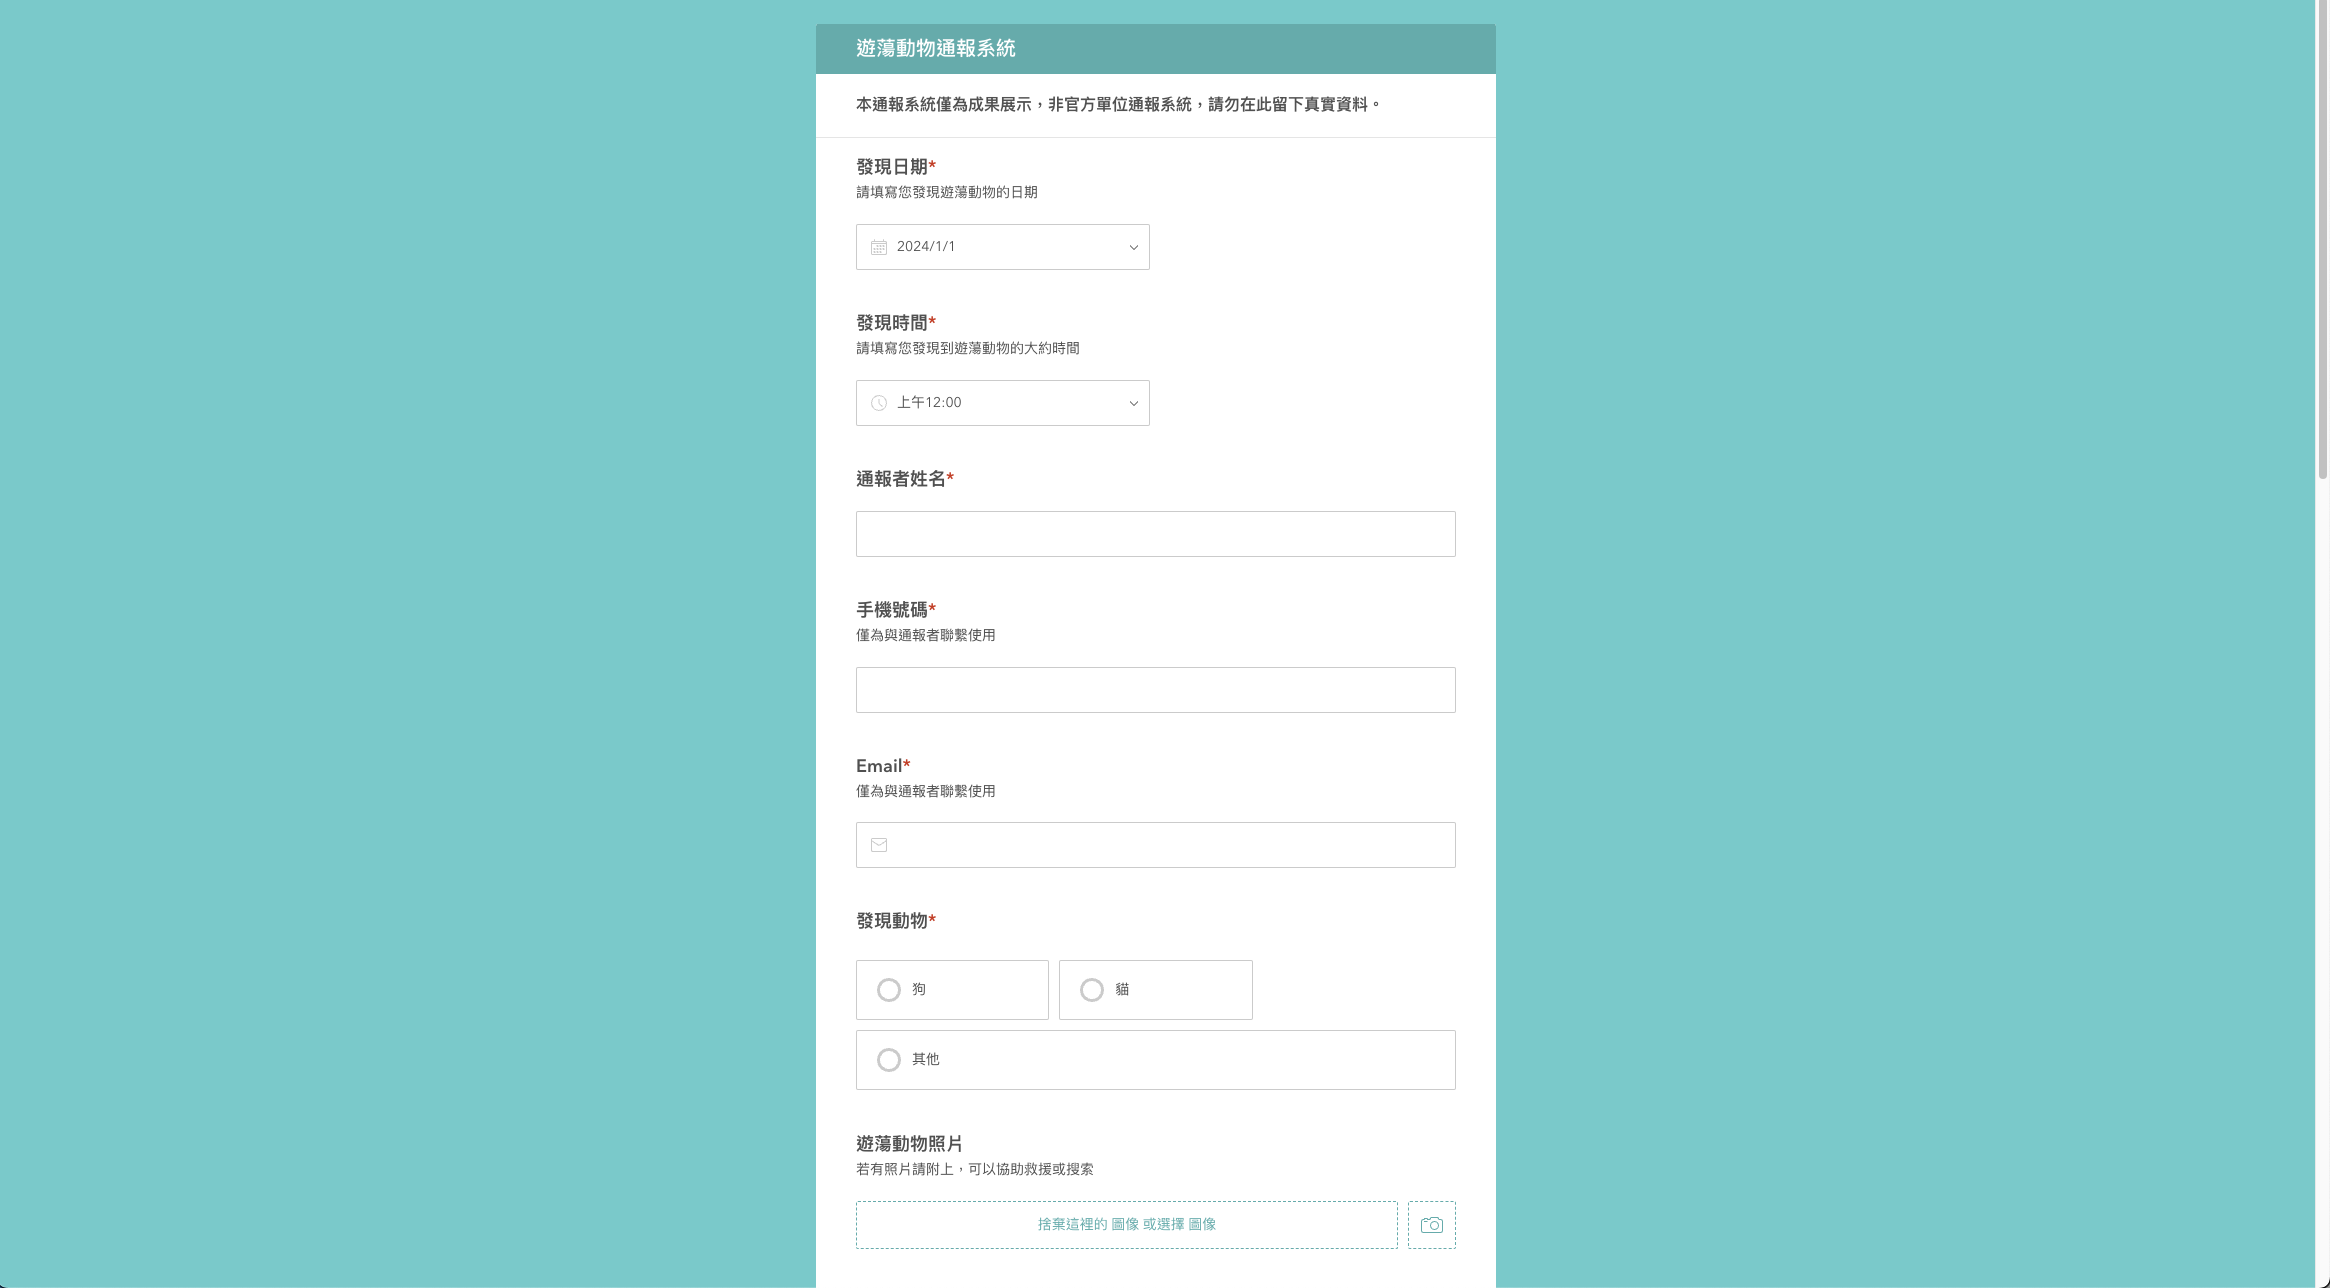 遊蕩動物通報系統
本通報系統僅為成果展示，非官方單位通報系統，請勿在此留下真實資料。
發現日期*
請填寫您發現遊蕩動物的日期
2024/1/1
發現時間*
請填寫您發現到遊蕩動物的大約時間
上午12:00
通報者姓名*
手機號碼*
僅為與通報者聯繫使用
Email*
僅為與通報者聯繫使用
發現動物*
狗
貓
其他
遊蕩動物照片
若有照片請附上，可以協助救援或搜索
捨棄這裡的 圖像 或選擇 圖像